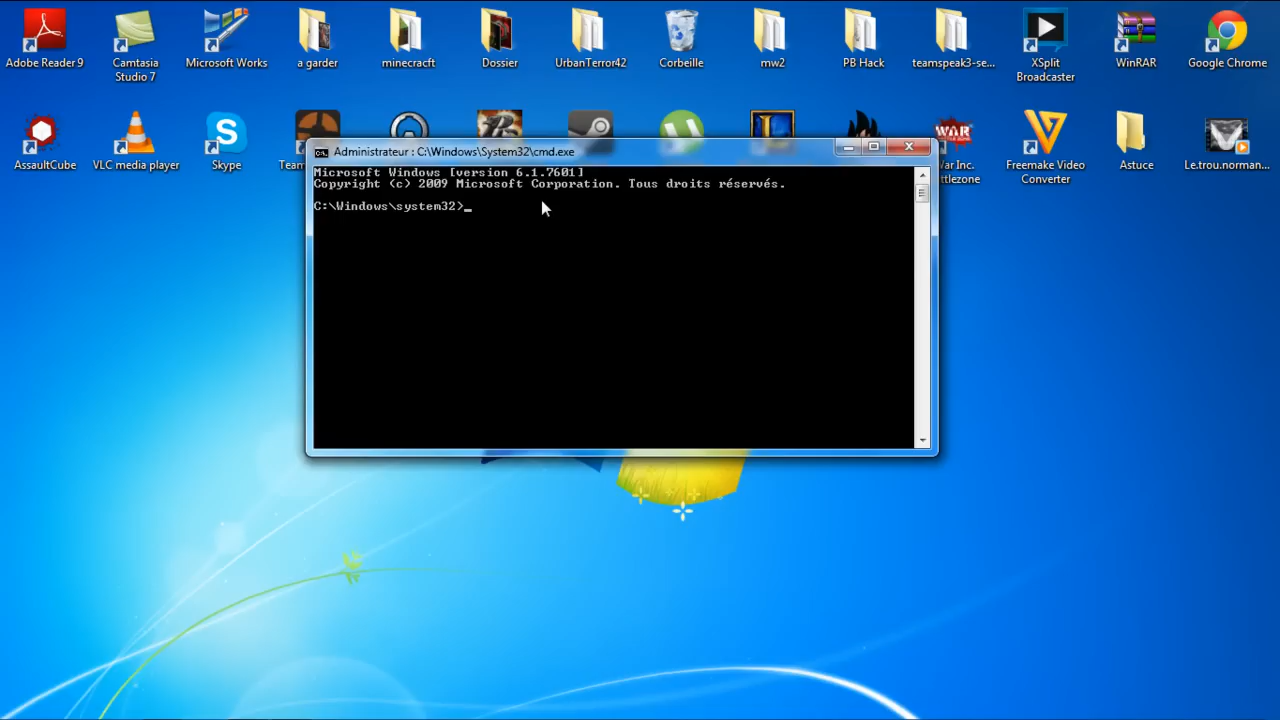 Adobe Reader 9
Camtasia
Studio 7
Microsoft Works
a garder
minecracft
Dossier
UrbanTerror42
Corbeille
mw2
PB Hack
teamspeak3-se...
XSplit
Broadcaster
WinRAR
Google Chrome
AssaultCube
VLC media player
Skype
War Inc.
Freemake Video
Converter
Astuce
Le.trou.norman...
Administrateur : C:\Windows\System32\cmd.exe
Microsoft Windows [version 6.1.7601]
Copyright (c) 2009 Microsoft Corporation. Tous droits réservés.
C:\Windows\system32>_